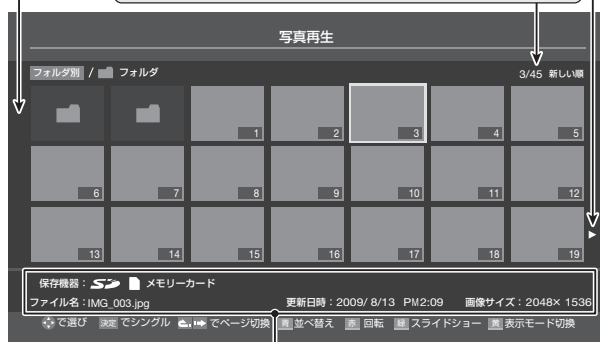 写真再生
フォルダ別 / フォルダ
3/45 新しい順
1 2 3 4 5
6 7 8 9 10 11 12
13 14 15 16 17 18 19
保存機器: SD メモリーカード
ファイル名:IMG_003.jpg 更新日時:2009/ 8/13 PM2:09 画像サイズ:2048× 1536
で選び 決定 でシングル でページ切換 青 並べ替え 赤 回転 緑 スライドショー 黄 表示モード切換